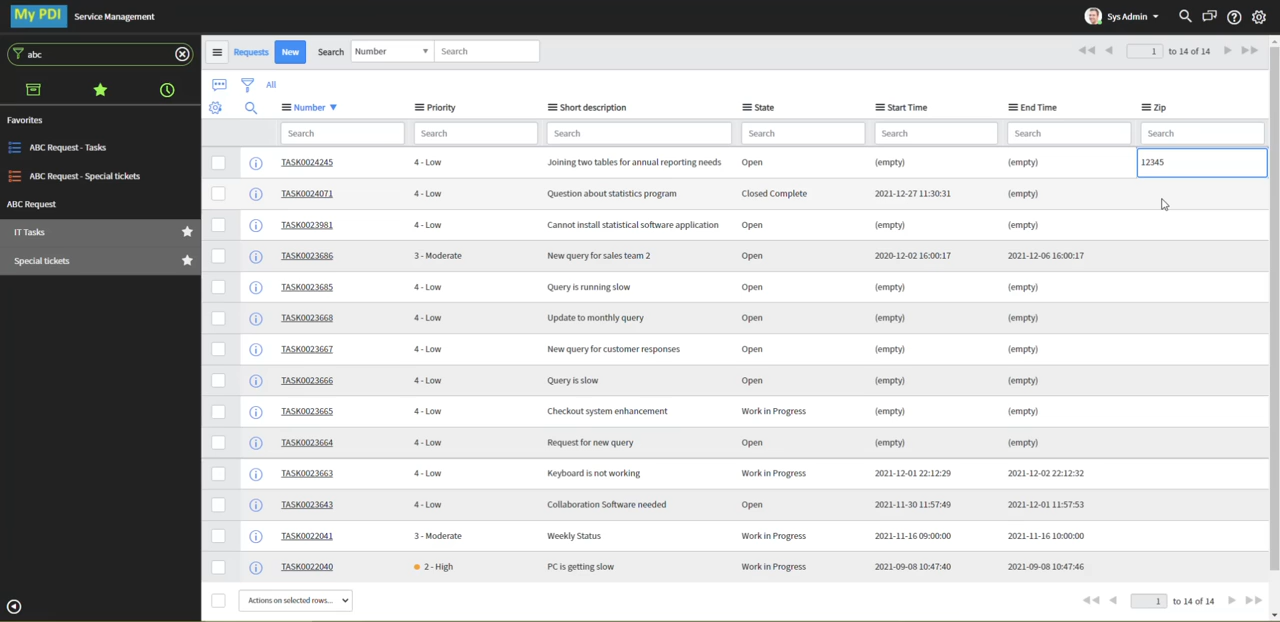 My PDI Service Management Sys Admin
abc
Favorites
ABC Request - Tasks
ABC Request - Special tickets
ABC Request
IT Tasks
Special tickets
Requests New Search Number Search 1 to 14 of 14
All
Number Priority Short description State Start Time End Time Zip
Search Search Search Search Search Search Search
TASK0024245 4 - Low Joining two tables for annual reporting needs Open (empty) (empty) 12345
TASK0024071 4 - Low Question about statistics program Closed Complete 2021-12-27 11:30:31 (empty)
TASK0023981 4 - Low Cannot install statistical software application Open (empty) (empty)
TASK0023686 3 - Moderate New query for sales team 2 Open 2020-12-02 16:00:17 2021-12-06 16:00:17
TASK0023685 4 - Low Query is running slow Open (empty) (empty)
TASK0023668 4 - Low Update to monthly query Open (empty) (empty)
TASK0023667 4 - Low New query for customer responses Open (empty) (empty)
TASK0023666 4 - Low Query is slow Open (empty) (empty)
TASK0023665 4 - Low Checkout system enhancement Work in Progress (empty) (empty)
TASK0023664 4 - Low Request for new query Open (empty) (empty)
TASK0023663 4 - Low Keyboard is not working Work in Progress 2021-12-01 22:12:29 2021-12-02 22:12:32
TASK0023643 4 - Low Collaboration Software needed Open 2021-11-30 11:57:49 2021-12-01 11:57:53
TASK0022041 3 - Moderate Weekly Status Work in Progress 2021-11-16 09:00:00 2021-11-16 10:00:00
TASK0022040 2 - High PC is getting slow Work in Progress 2021-09-08 10:47:40 2021-09-08 10:47:46
Actions on selected rows... 1 to 14 of 14